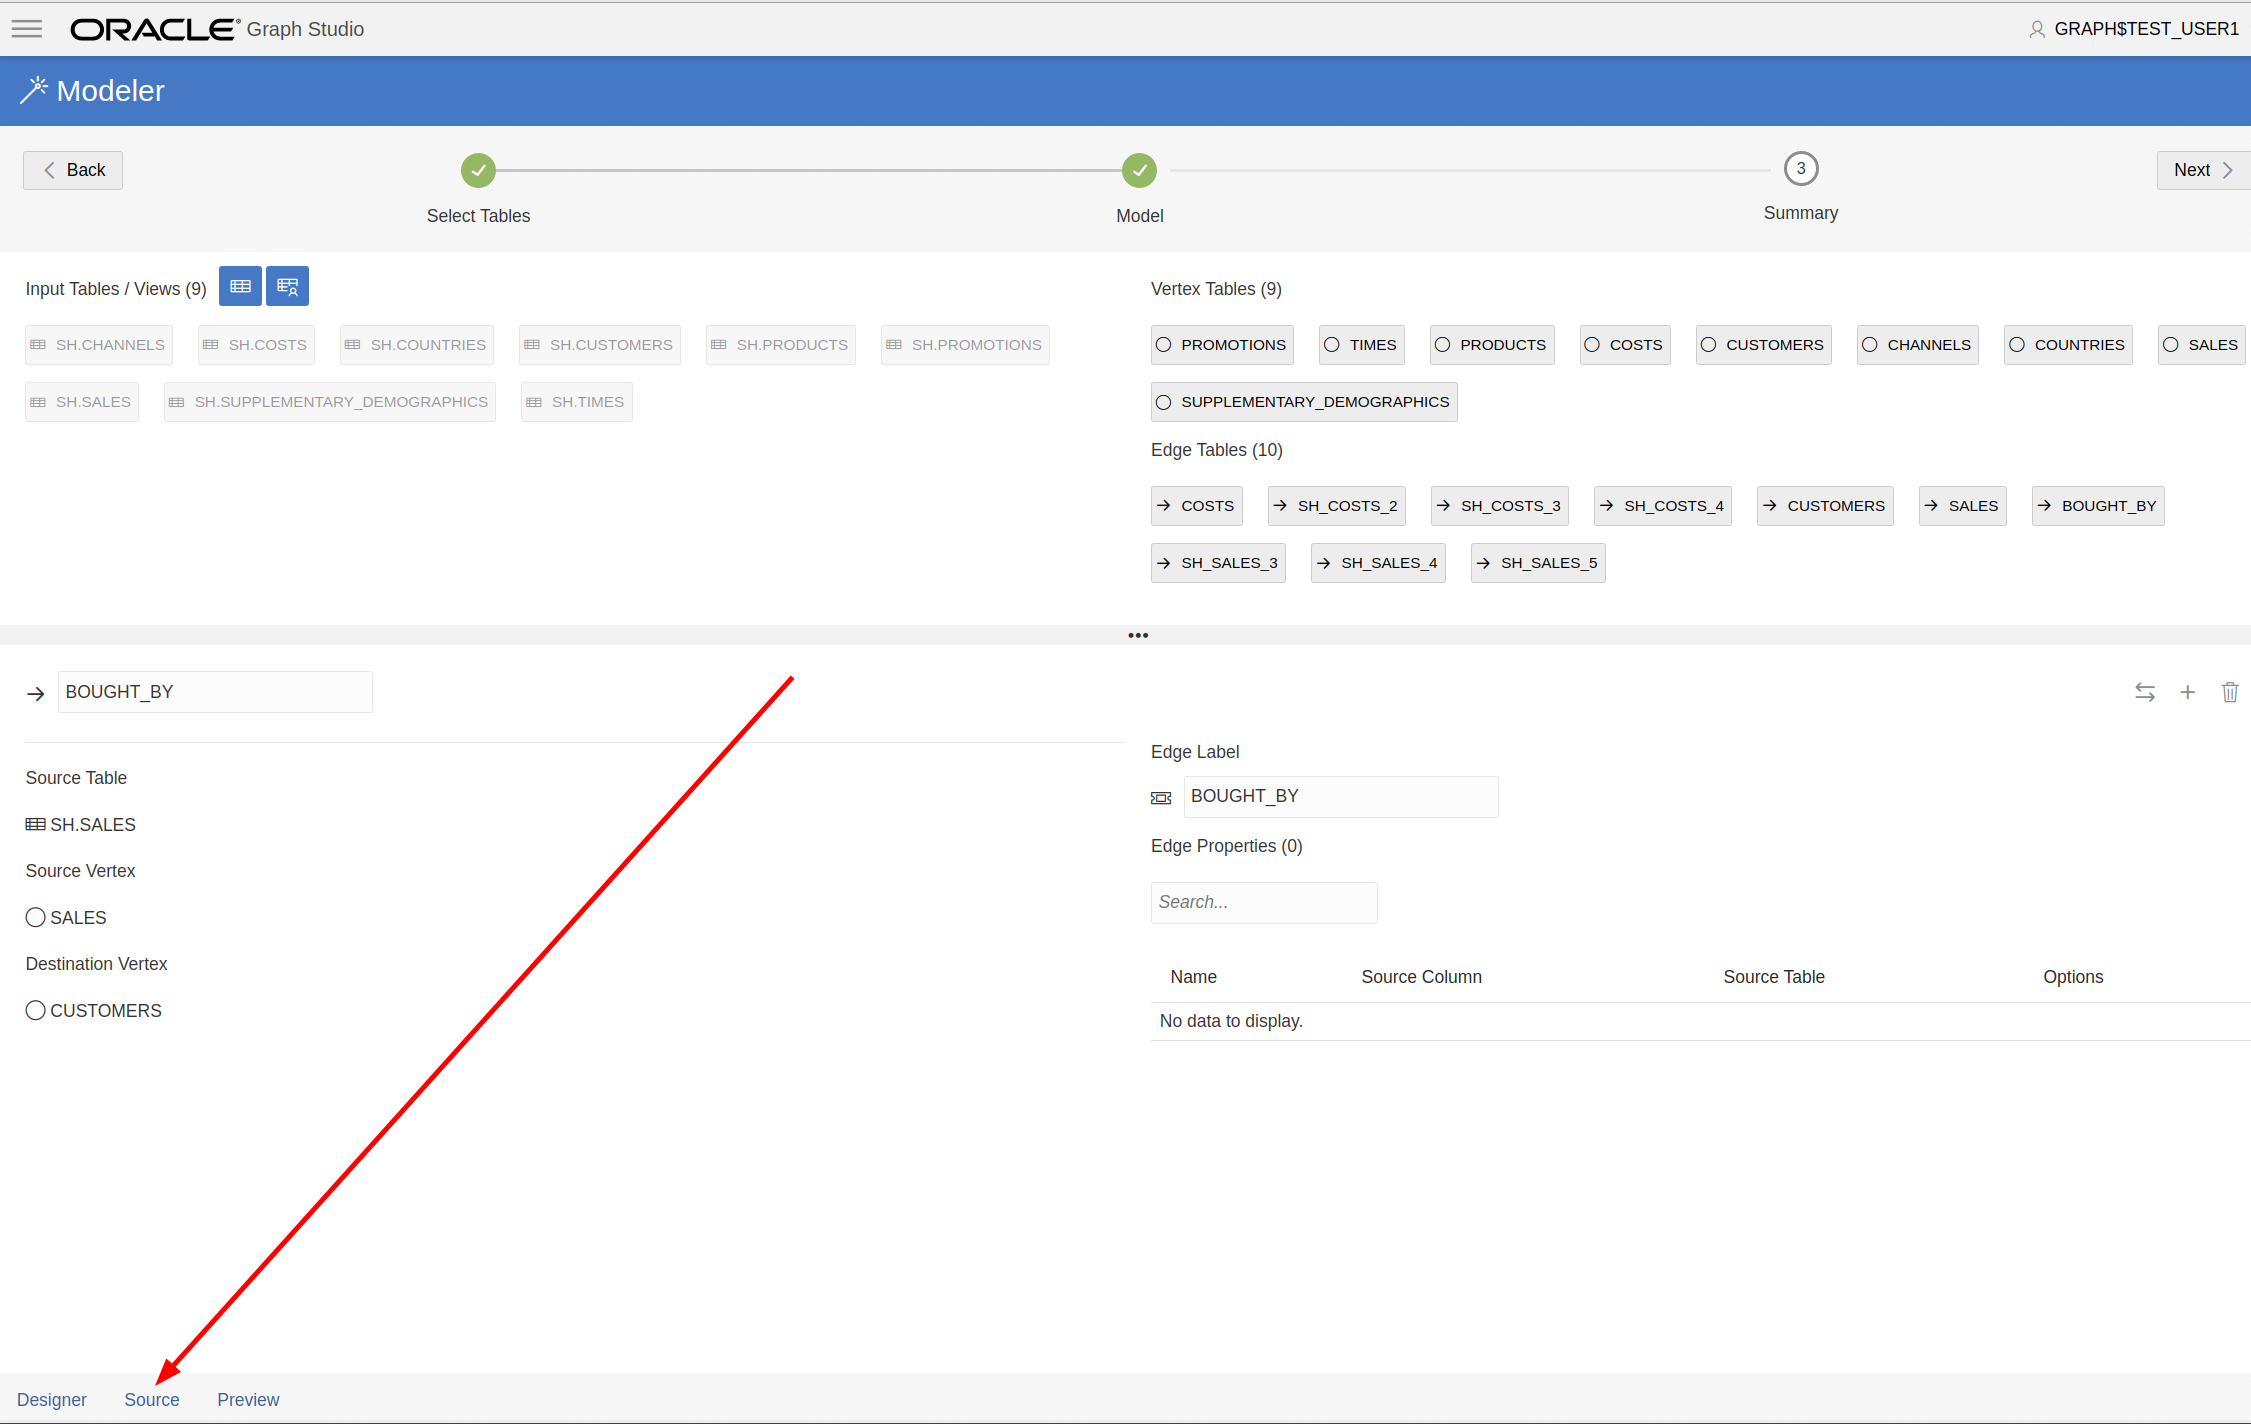 ORACLE® Graph Studio
GRAPH$TEST_USER1
Modeler
Back
Next
3
Select Tables
Model
Summary
Input Tables / Views (9)
SH.CHANNELS SH.COSTS SH.COUNTRIES SH.CUSTOMERS SH.PRODUCTS SH.PROMOTIONS
SH.SALES SH.SUPPLEMENTARY_DEMOGRAPHICS SH.TIMES
Vertex Tables (9)
PROMOTIONS TIMES PRODUCTS COSTS CUSTOMERS CHANNELS COUNTRIES SALES
SUPPLEMENTARY_DEMOGRAPHICS
Edge Tables (10)
COSTS SH_COSTS_2 SH_COSTS_3 SH_COSTS_4 CUSTOMERS SALES BOUGHT_BY
SH_SALES_3 SH_SALES_4 SH_SALES_5
BOUGHT_BY
Source Table
SH.SALES
Source Vertex
SALES
Destination Vertex
CUSTOMERS
Edge Label
BOUGHT_BY
Edge Properties (0)
Search...
Name Source Column Source Table Options
No data to display.
Designer Source Preview